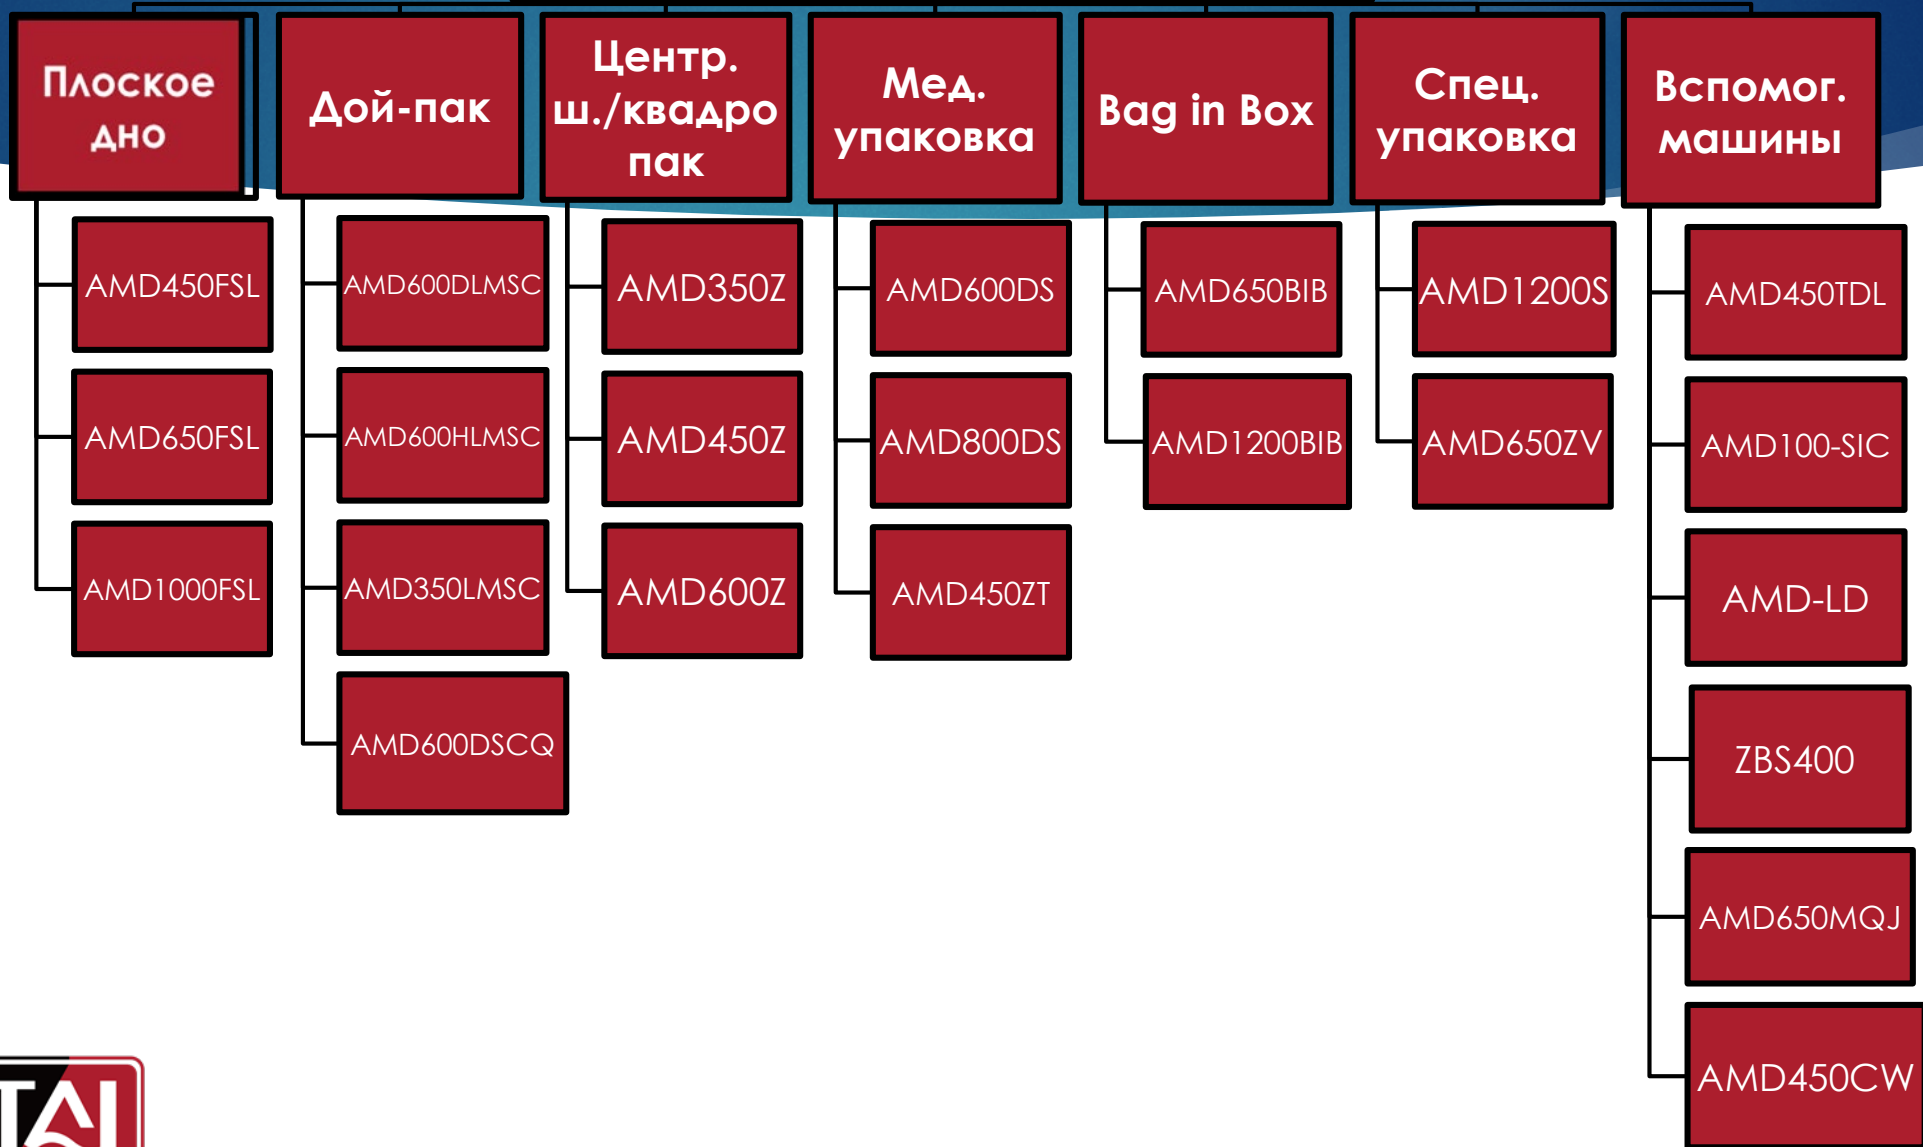 Плоское
дно
AMD450FSL
AMD650FSL
AMD1000FSL
Дой-пак
AMD600DLMSC
AMD600HLMSC
AMD350LMSC
AMD600DSCQ
Центр.
ш./квадро
пак
AMD350Z
AMD450Z
AMD600Z
Мед.
упаковка
AMD600DS
AMD800DS
AMD450ZT
Bag in Box
AMD650BIB
AMD1200BIB
Спец.
упаковка
AMD1200S
AMD650ZV
Вспомог.
машины
AMD450TDL
AMD100-SIC
AMD-LD
ZBS400
AMD650MQJ
AMD450CW